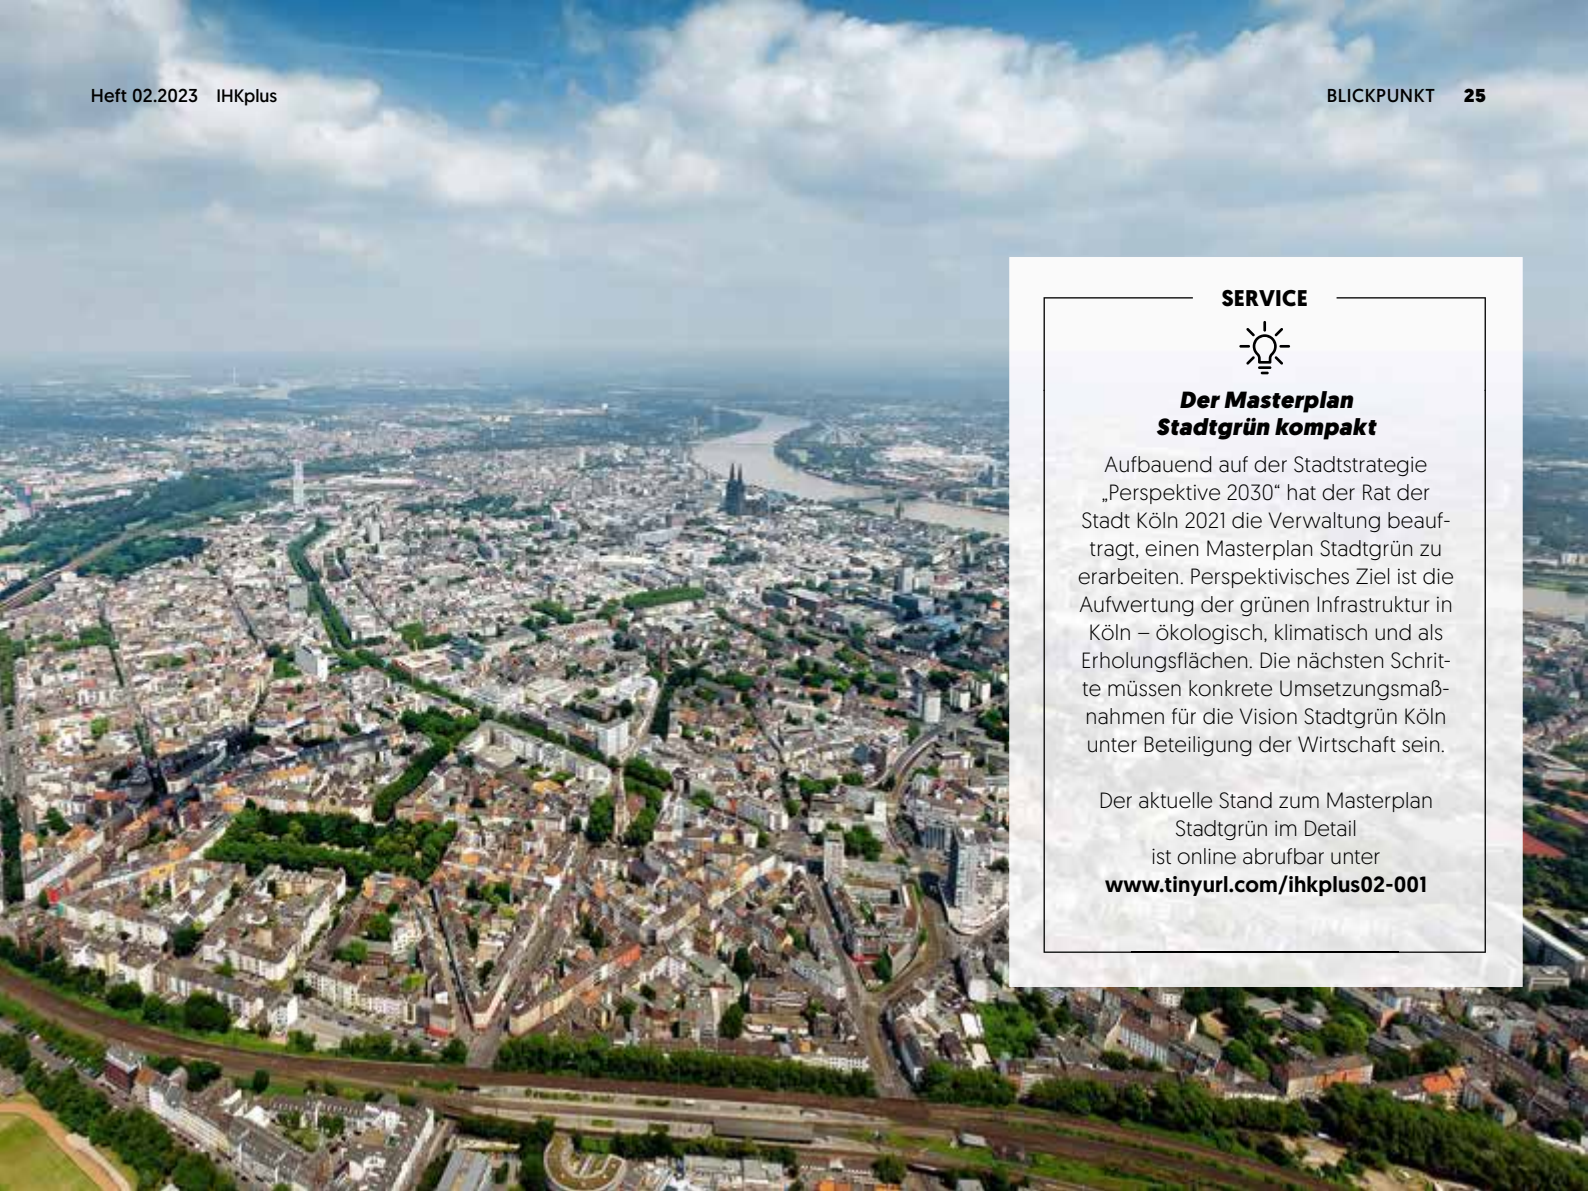 Heft 02.2023 IHKplus
BLICKPUNKT 25
SERVICE
Der Masterplan
Stadtgrün kompakt
Aufbauend auf der Stadtstrategie
„Perspektive 2030“ hat der Rat der
Stadt Köln 2021 die Verwaltung beauf-
tragt, einen Masterplan Stadtgrün zu
erarbeiten. Perspektivisches Ziel ist die
Aufwertung der grünen Infrastruktur in
Köln – ökologisch, klimatisch und als
Erholungsflächen. Die nächsten Schrit-
te müssen konkrete Umsetzungsmaß-
nahmen für die Vision Stadtgrün Köln
unter Beteiligung der Wirtschaft sein.
Der aktuelle Stand zum Masterplan
Stadtgrün im Detail
ist online abrufbar unter
www.tinyurl.com/ihkplus02-001